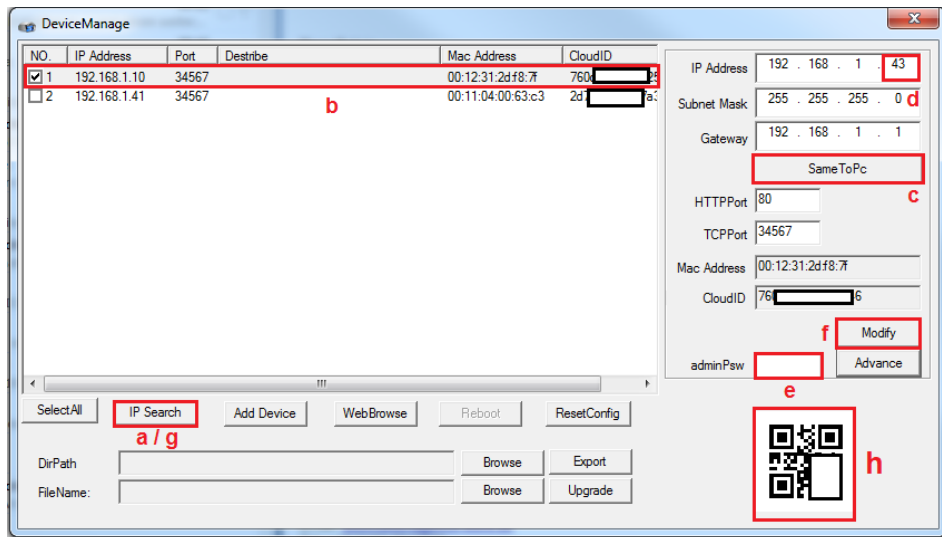 DeviceManage
NO. IP Address Port Destribe Mac Address CloudID
1 192.168.1.10 34567 00:12:31:2d:f8:7f
2 192.168.1.41 34567 00:11:04:00:63:c3
b
IP Address 192 . 168 . 1 . 43
Subnet Mask 255 . 255 . 255 . 0 d
Gateway 192 . 168 . 1 . 1
SameToPc
c
HTTPPort 80
TCPPort 34567
Mac Address 00:12:31:2d:f8:7f
CloudID 76 6
f Modify
adminPsw Advance
e
SelectAll IP Search Add Device WebBrowse Reboot ResetConfig
a / g
DirPath Browse Export
FileName: Browse Upgrade
h